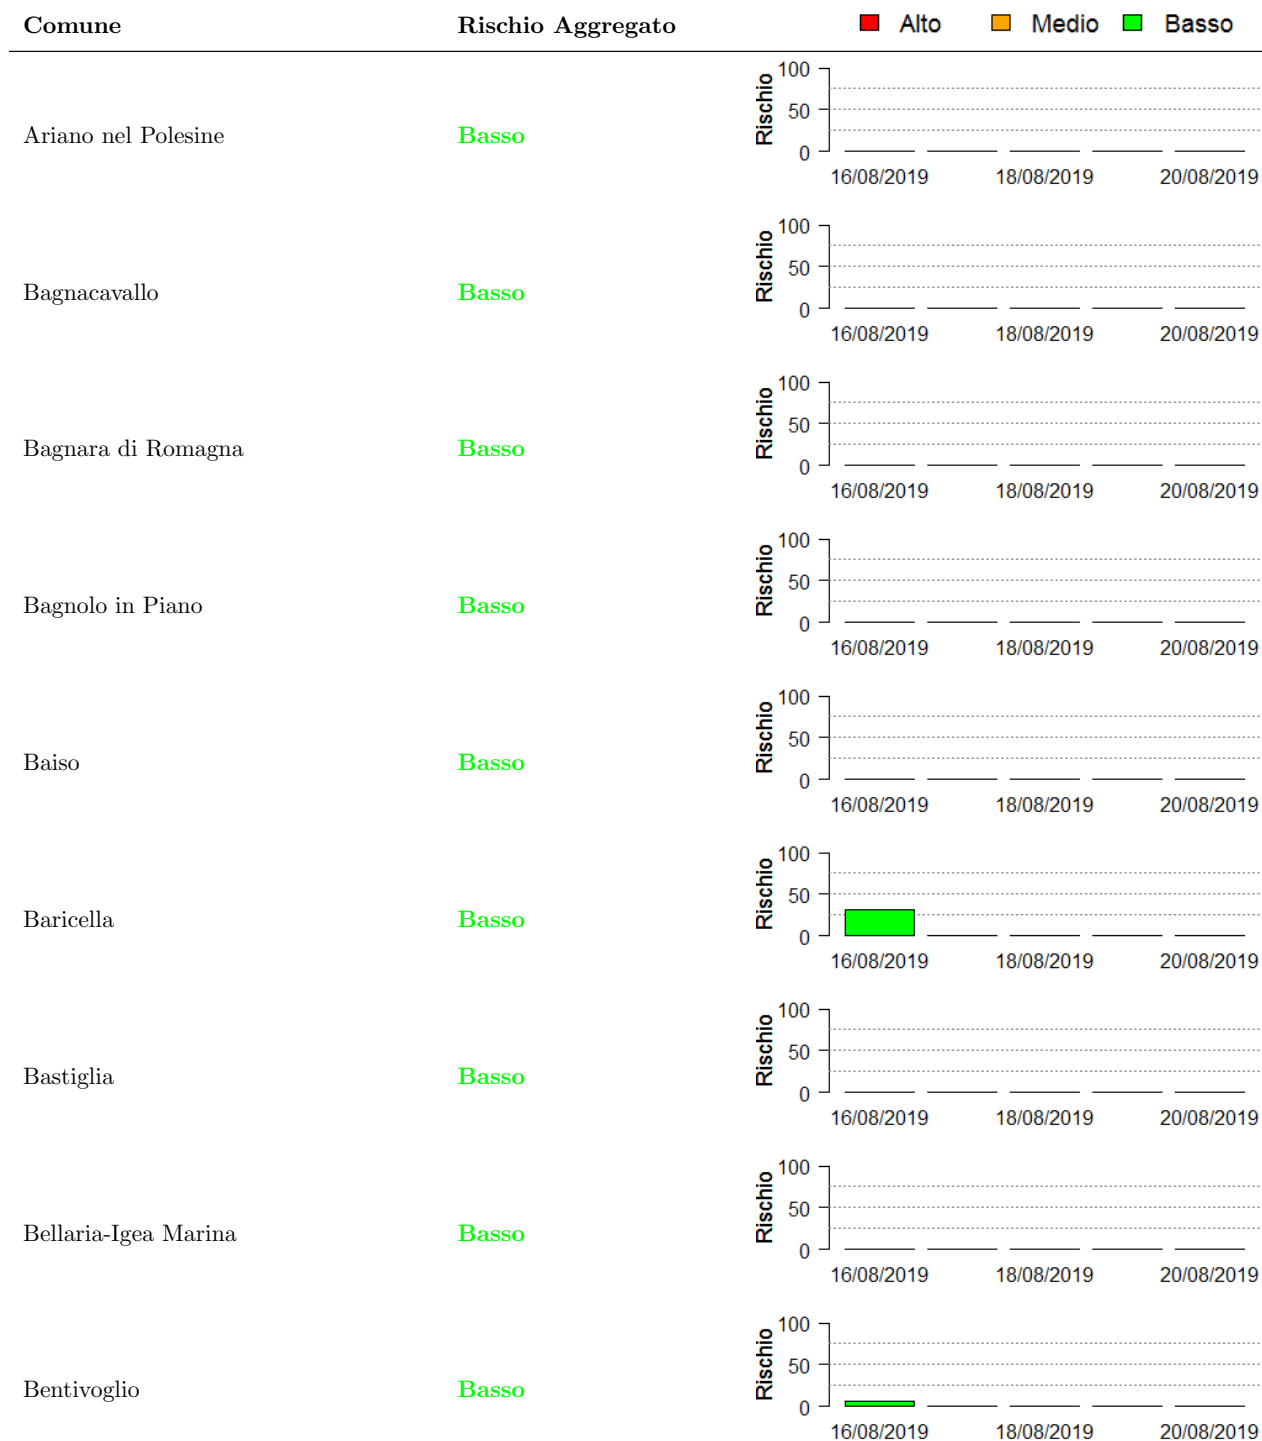 Comune Rischio Aggregato Alto Medio Basso
100
50
0
Rischio
Ariano nel Polesine Basso
16/08/2019 18/08/2019 20/08/2019
100
50
0
Rischio
Bagnacavallo Basso
16/08/2019 18/08/2019 20/08/2019
100
50
0
Rischio
Bagnara di Romagna Basso
16/08/2019 18/08/2019 20/08/2019
100
50
0
Rischio
Bagnolo in Piano Basso
16/08/2019 18/08/2019 20/08/2019
100
50
0
Rischio
Baiso Basso
16/08/2019 18/08/2019 20/08/2019
100
50
0
Rischio
Baricella Basso
16/08/2019 18/08/2019 20/08/2019
100
50
0
Rischio
Bastiglia Basso
16/08/2019 18/08/2019 20/08/2019
100
50
0
Rischio
Bellaria-Igea Marina Basso
16/08/2019 18/08/2019 20/08/2019
100
50
0
Rischio
Bentivoglio Basso
16/08/2019 18/08/2019 20/08/2019